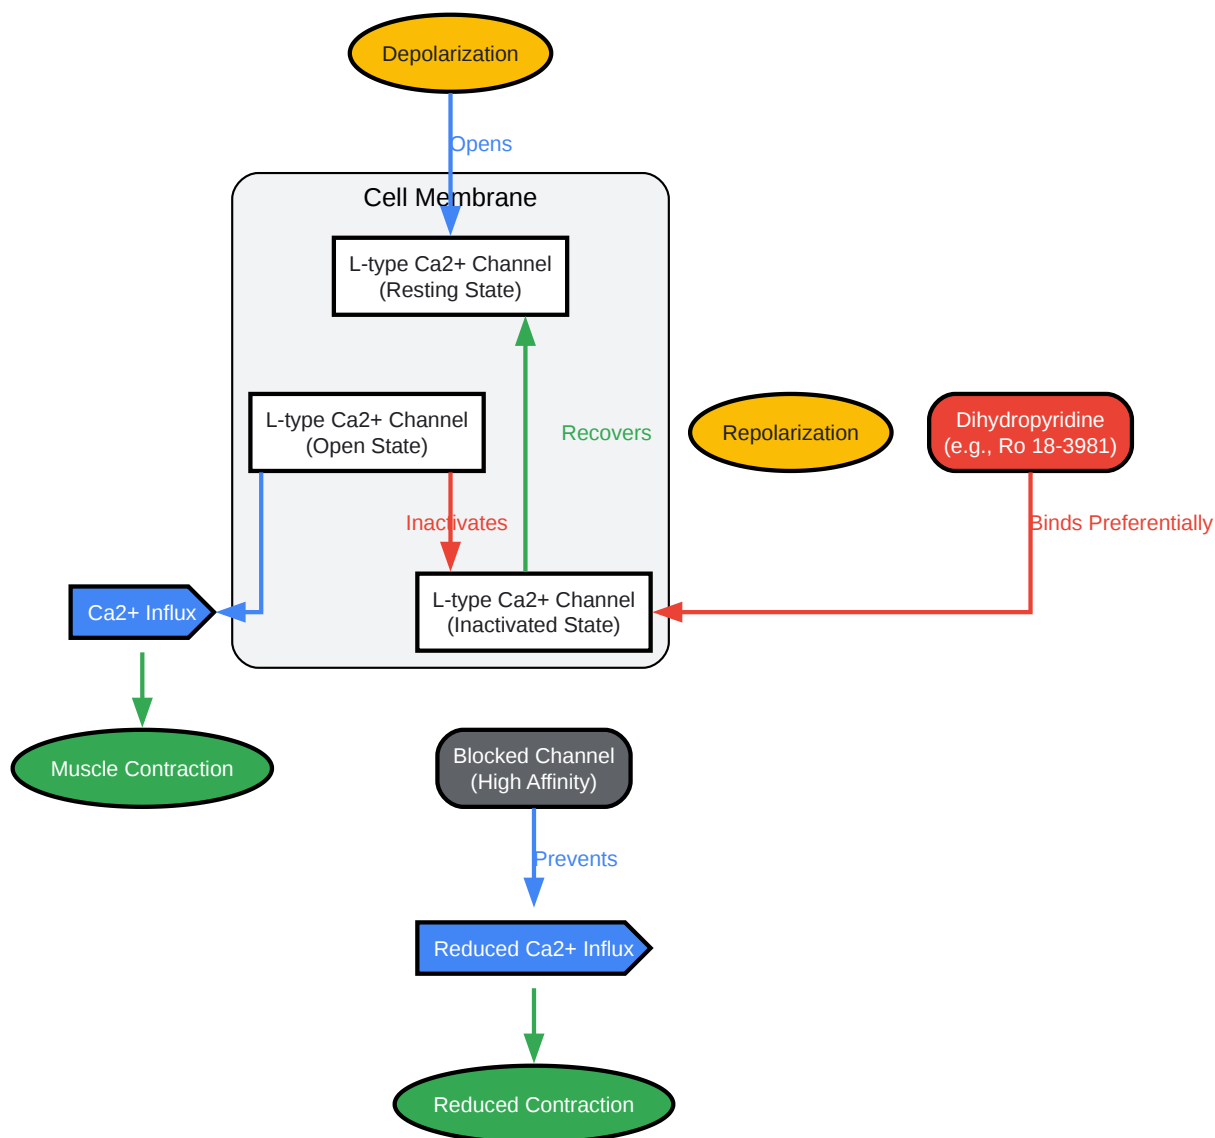 Depolarization
Opens
Cell Membrane
L-type Ca2+ Channel
(Resting State)
L-type Ca2+ Channel
(Open State)
Recovers
Repolarization
Dihydropyridine
(e.g., Ro 18-3981)
Inactivates
Binds Preferentially
Ca2+ Influx
L-type Ca2+ Channel
(Inactivated State)
Muscle Contraction
Blocked Channel
(High Affinity)
Prevents
Reduced Ca2+ Influx
Reduced Contraction